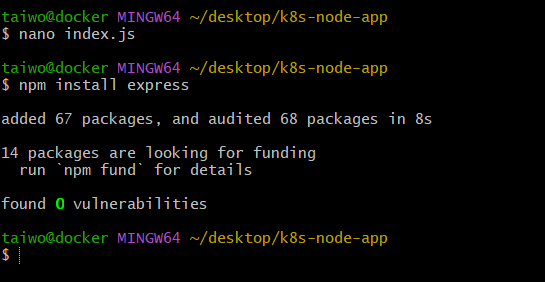 taiwo@docker MINGW64 ~/desktop/k8s-node-app
$ nano index.js
taiwo@docker MINGW64 ~/desktop/k8s-node-app
$ npm install express
added 67 packages, and audited 68 packages in 8s
14 packages are looking for funding
  run `npm fund` for details
found 0 vulnerabilities
taiwo@docker MINGW64 ~/desktop/k8s-node-app
$